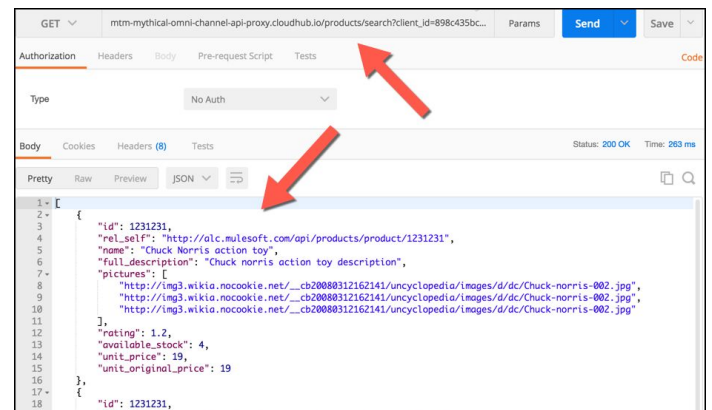 GET mtm-mythical-omni-channel-api-proxy.cloudhub.io/products/search?client_id=898c435bc... Params Send Save
Authorization Headers Body Pre-request Script Tests Code
Type No Auth
Body Cookies Headers (8) Tests Status: 200 OK Time: 263 ms
Pretty Raw Preview JSON
1 [
2 {
3 "id": 1231231,
4 "rel_self": "http://alc.mulesoft.com/api/products/product/1231231",
5 "name": "Chuck Norris action toy",
6 "full_description": "Chuck norris action toy description",
7 "pictures": [
8 "http://img3.wikia.nocookie.net/__cb20080312162141/uncyclopedia/images/d/dc/Chuck-norris-002.jpg",
9 "http://img3.wikia.nocookie.net/__cb20080312162141/uncyclopedia/images/d/dc/Chuck-norris-002.jpg",
10 "http://img3.wikia.nocookie.net/__cb20080312162141/uncyclopedia/images/d/dc/Chuck-norris-002.jpg"
11 ],
12 "rating": 1.2,
13 "available_stock": 4,
14 "unit_price": 19,
15 "unit_original_price": 19
16 },
17 {
18 "id": 1231231,